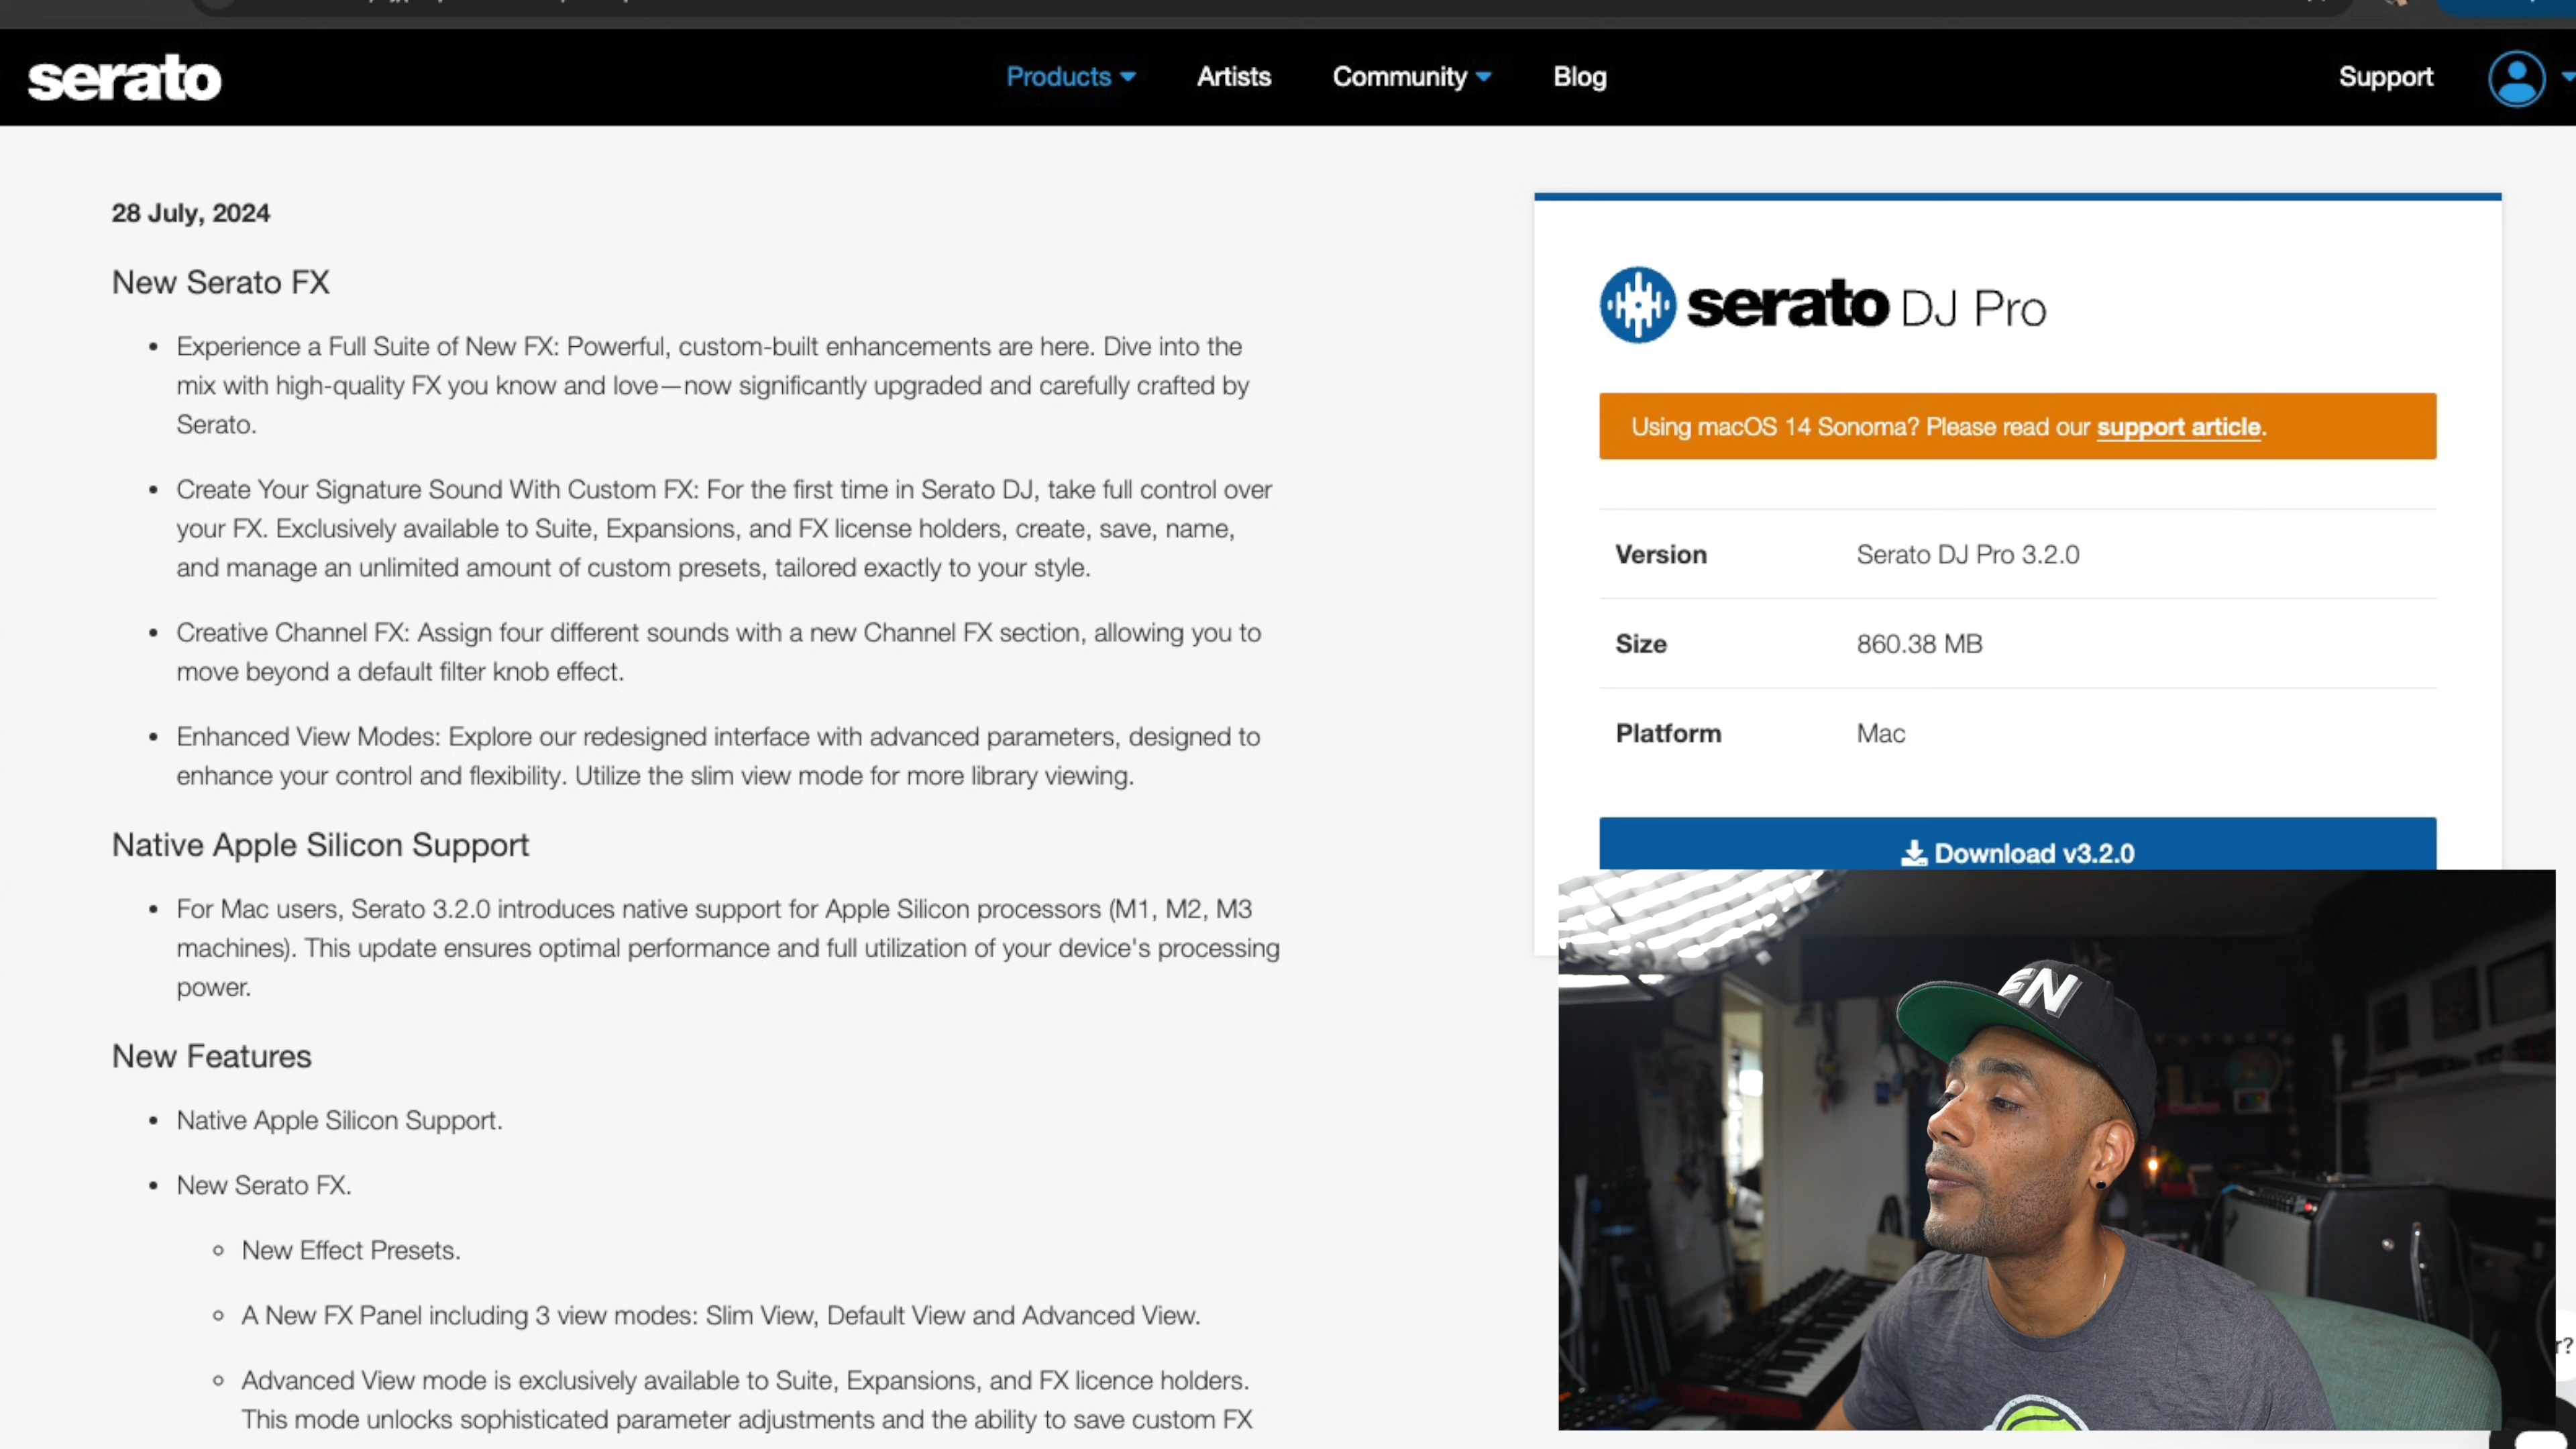 serato
Products
Artists
Community
Blog
Support
28 July, 2024
New Serato FX
• Experience a Full Suite of New FX: Powerful, custom-built enhancements are here. Dive into the
mix with high-quality FX you know and love—now significantly upgraded and carefully crafted by
Serato.
• Create Your Signature Sound With Custom FX: For the first time in Serato DJ, take full control over
your FX. Exclusively available to Suite, Expansions, and FX license holders, create, save, name,
and manage an unlimited amount of custom presets, tailored exactly to your style.
• Creative Channel FX: Assign four different sounds with a new Channel FX section, allowing you to
move beyond a default filter knob effect.
• Enhanced View Modes: Explore our redesigned interface with advanced parameters, designed to
enhance your control and flexibility. Utilize the slim view mode for more library viewing.
Native Apple Silicon Support
• For Mac users, Serato 3.2.0 introduces native support for Apple Silicon processors (M1, M2, M3
machines). This update ensures optimal performance and full utilization of your device's processing
power.
New Features
• Native Apple Silicon Support.
• New Serato FX.
◦ New Effect Presets.
◦ A New FX Panel including 3 view modes: Slim View, Default View and Advanced View.
◦ Advanced View mode is exclusively available to Suite, Expansions, and FX licence holders.
This mode unlocks sophisticated parameter adjustments and the ability to save custom FX
serato DJ Pro
Using macOS 14 Sonoma? Please read our support article.
Version Serato DJ Pro 3.2.0
Size 860.38 MB
Platform Mac
Download v3.2.0
FN
r?